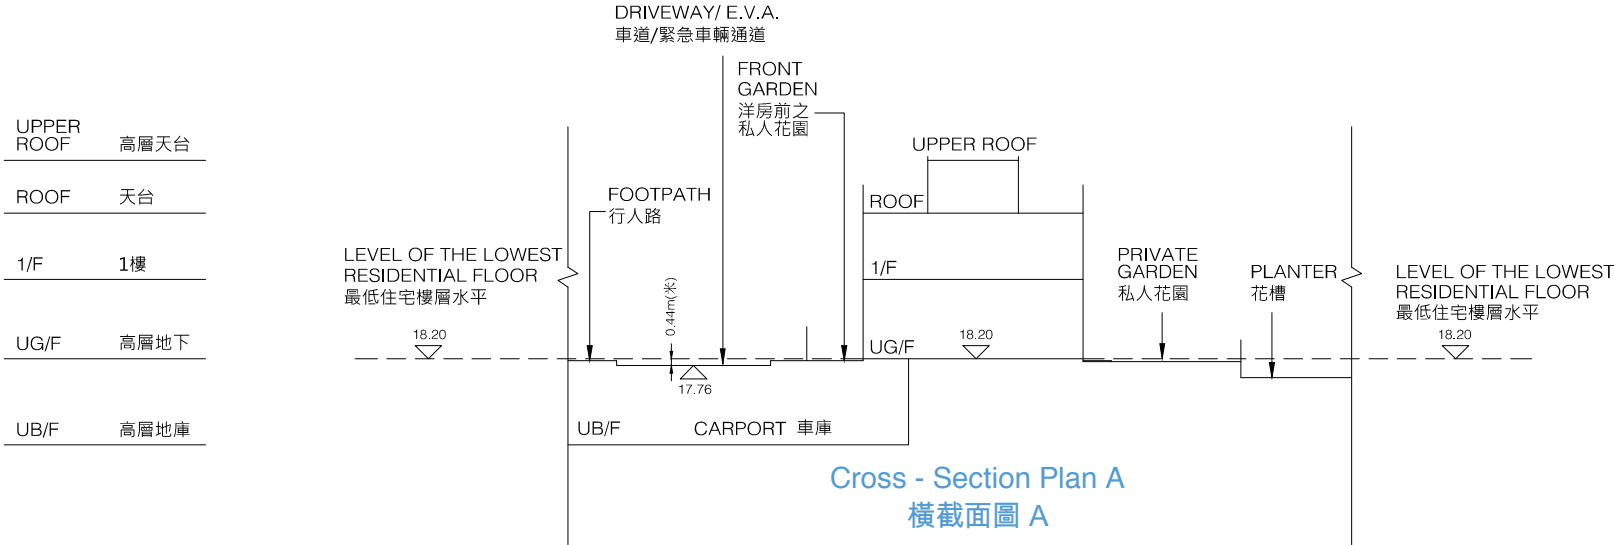 DRIVEWAY/ E.V.A.
車道/緊急車輛通道
FRONT
GARDEN
洋房前之
私人花園
UPPER
ROOF 高層天台
ROOF 天台
1/F 1樓
UG/F 高層地下
UB/F 高層地庫
UPPER ROOF
ROOF
1/F
UG/F
FOOTPATH
行人路
LEVEL OF THE LOWEST
RESIDENTIAL FLOOR
最低住宅樓層水平
18.20
0.44m(米)
17.76
18.20
PRIVATE
GARDEN
私人花園
PLANTER
花槽
LEVEL OF THE LOWEST
RESIDENTIAL FLOOR
最低住宅樓層水平
18.20
UB/F CARPORT 車庫
Cross - Section Plan A
橫截面圖 A